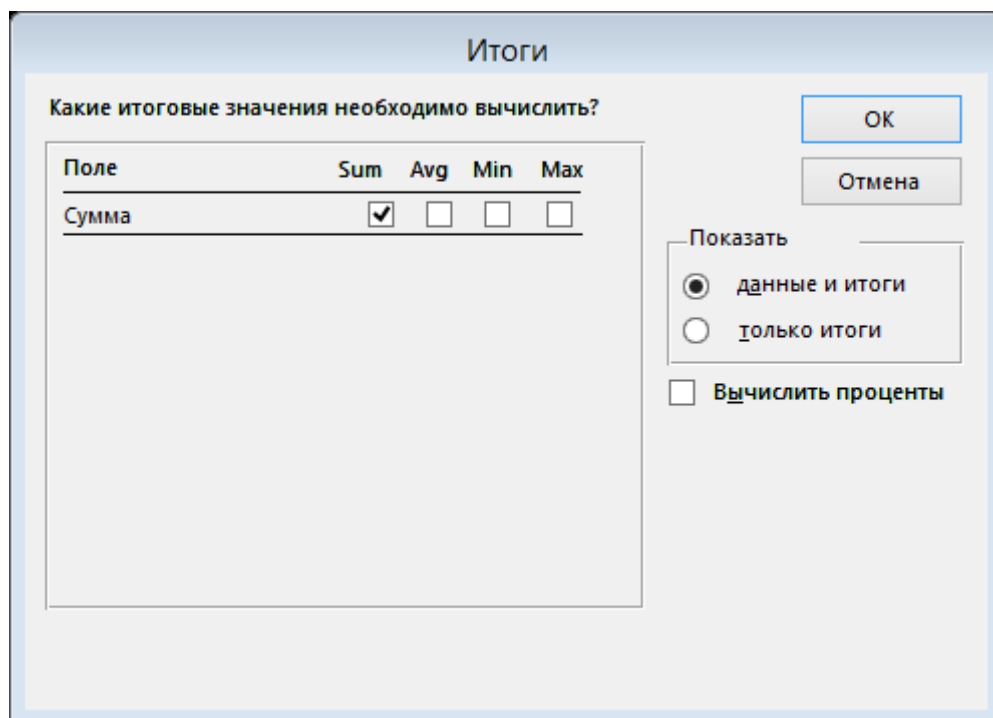 Итоги
Какие итоговые значения необходимо вычислить?
Поле Sum Avg Min Max
Сумма
ОК
Отмена
Показать
данные и итоги
только итоги
Вычислить проценты